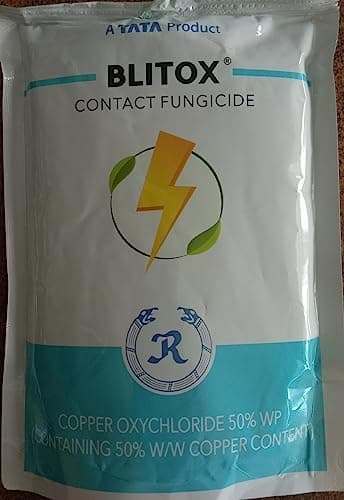 A TATA Product
BLITOX®
CONTACT FUNGICIDE
R
COPPER OXYCHLORIDE 50% WP
(CONTAINING 50% W/W COPPER CONTENT)